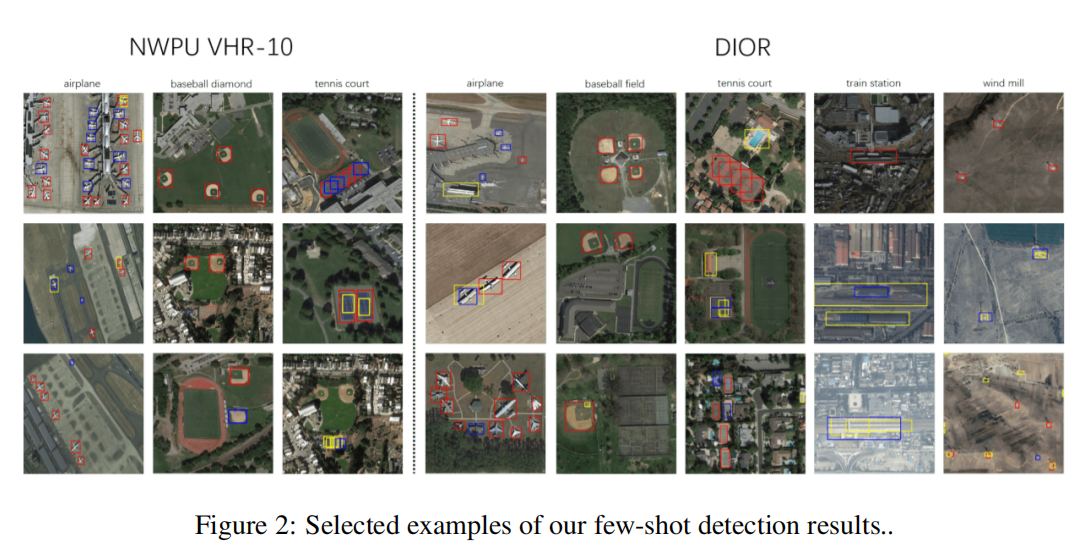 NWPU VHR-10
DIOR
airplane
baseball diamond
tennis court
airplane
baseball field
tennis court
train station
wind mill
Figure 2: Selected examples of our few-shot detection results..